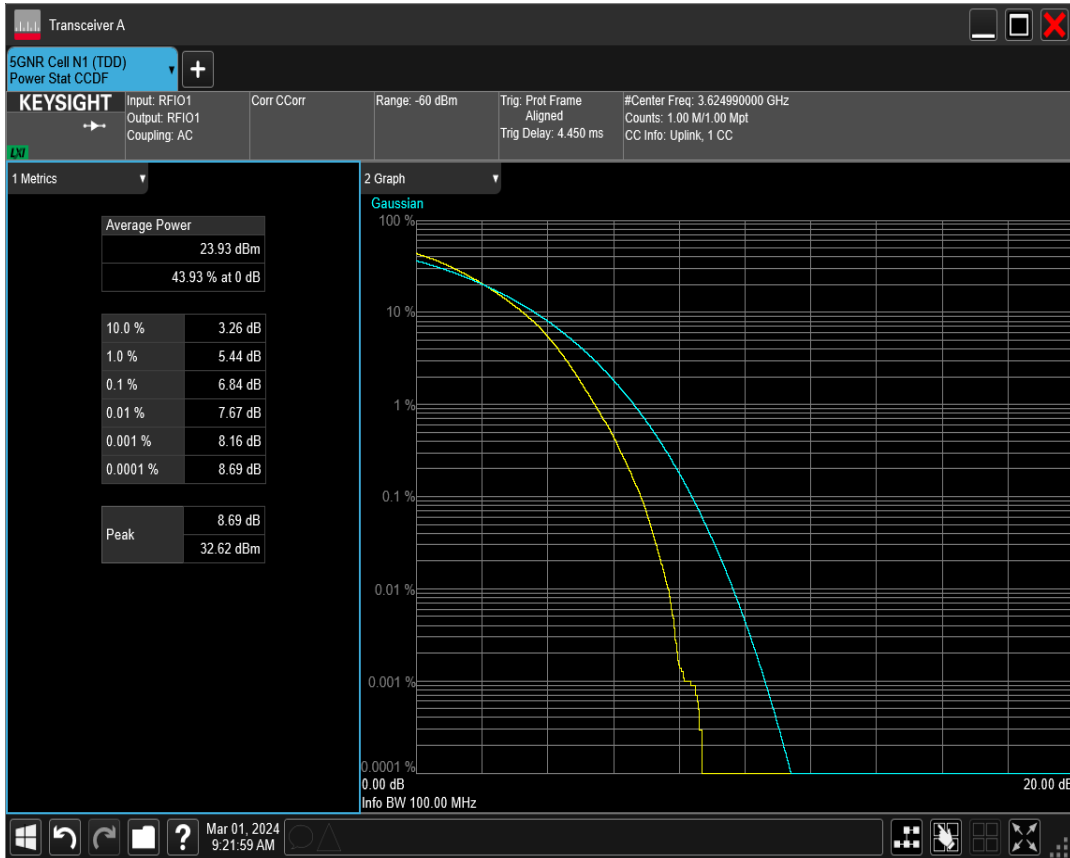 Transceiver A
5GNR Cell N1 (TDD)
Power Stat CCDF
+
KEYSIGHT
LXI
Input: RFIO1
Output: RFIO1
Coupling: AC
Corr CCorr
Range: -60 dBm
Trig: Prot Frame
Aligned
Trig Delay: 4.450 ms
#Center Freq: 3.624990000 GHz
Counts: 1.00 M/1.00 Mpt
CC Info: Uplink, 1 CC
1 Metrics
Average Power
23.93 dBm
43.93 % at 0 dB
10.0 % 3.26 dB
1.0 % 5.44 dB
0.1 % 6.84 dB
0.01 % 7.67 dB
0.001 % 8.16 dB
0.0001 % 8.69 dB
Peak
8.69 dB
32.62 dBm
2 Graph
Gaussian
100 %
10 %
1 %
0.1 %
0.01 %
0.001 %
0.0001 %
0.00 dB
20.00 dB
Info BW 100.00 MHz
?
Mar 01, 2024
9:21:59 AM